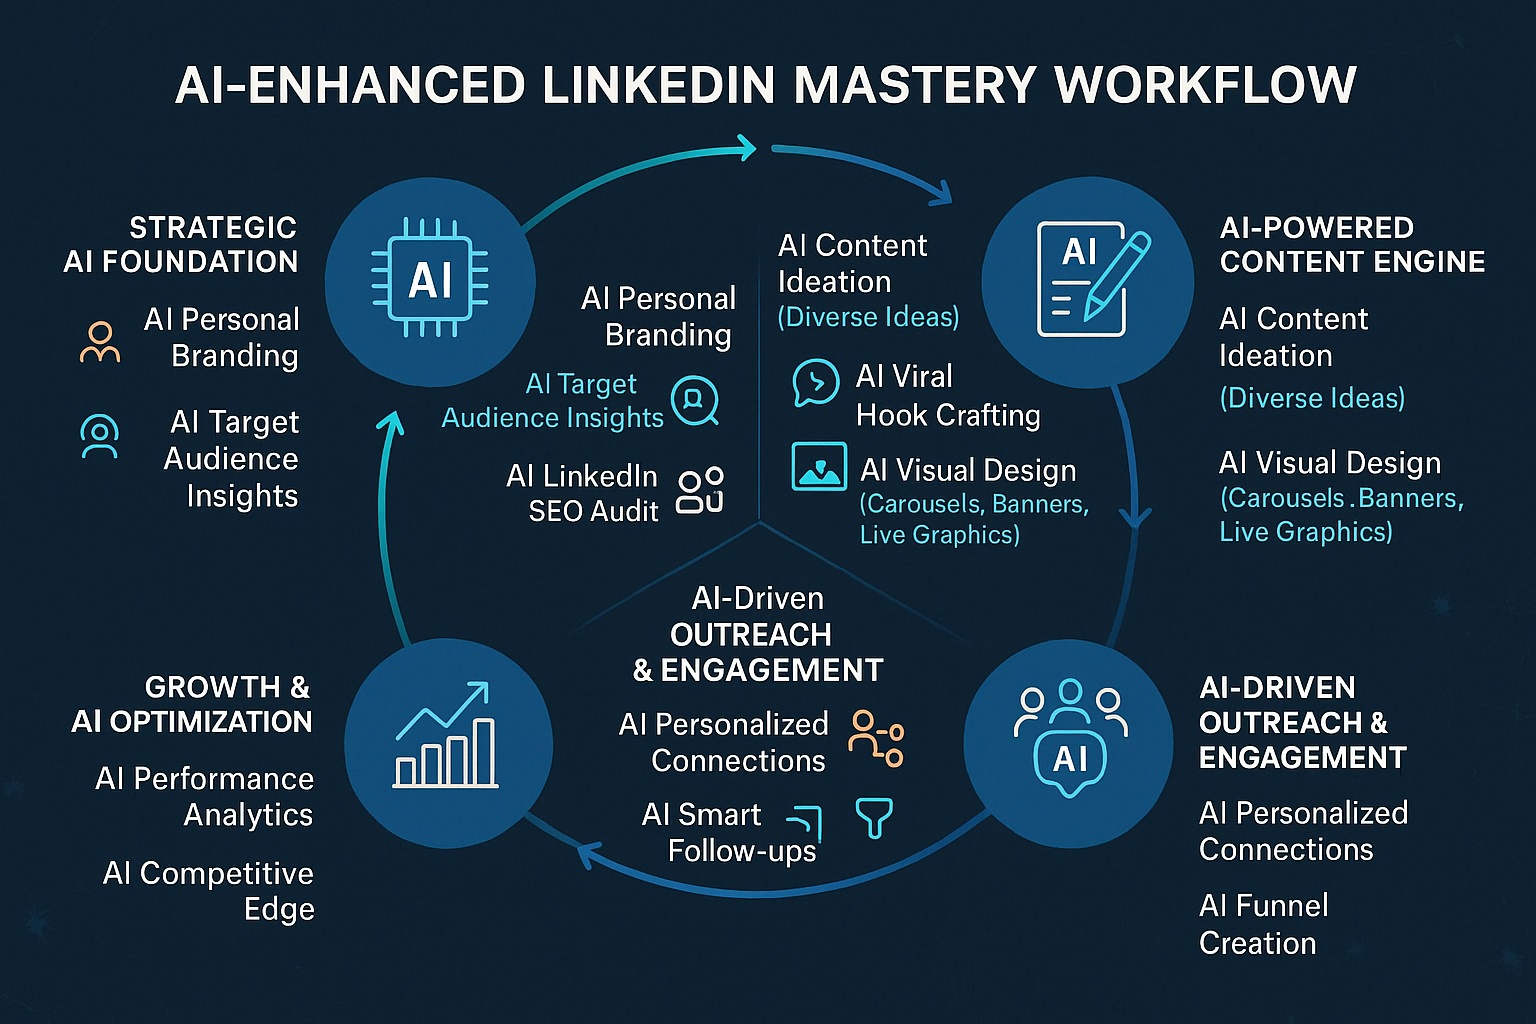 AI-ENHANCED LINKEDIN MASTERY WORKFLOW
STRATEGIC
AI FOUNDATION
AI Personal
Branding
AI Target
Audience
Insights
AI
AI Personal
Branding
AI Target
Audience Insights
AI LinkedIn
SEO Audit
AI Content
Ideation
(Diverse Ideas)
AI Viral
Hook Crafting
AI Visual Design
(Carousels, Banners,
Live Graphics)
AI
AI-POWERED
CONTENT ENGINE
AI Content
Ideation
(Diverse Ideas)
AI Visual Design
(Carousels.Banners,
Live Graphics)
GROWTH &
AI OPTIMIZATION
AI Performance
Analytics
AI Competitive
Edge
AI-Driven
OUTREACH
& ENGAGEMENT
AI Personalized
Connections
AI Smart
Follow-ups
AI
AI-DRIVEN
OUTREACH &
ENGAGEMENT
AI Personalized
Connections
AI Funnel
Creation